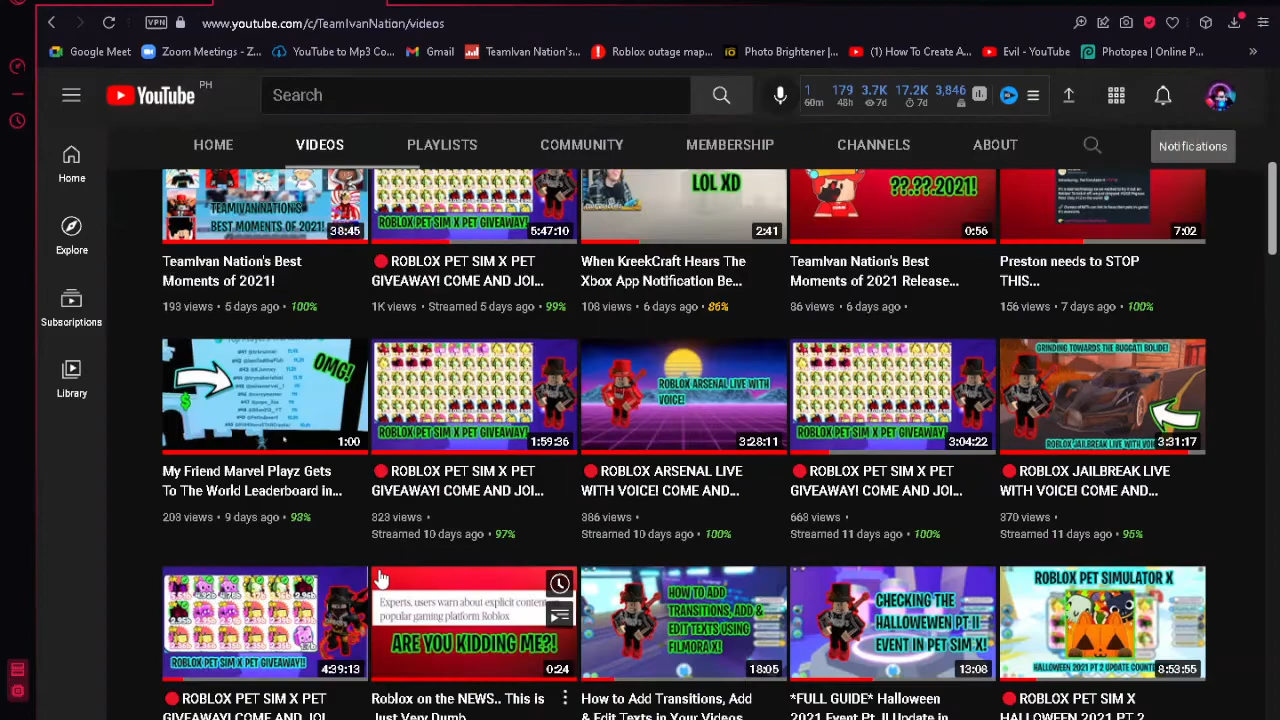 www.youtube.com/c/TeamIvanNation/videos
VPN
Google Meet
Zoom Meetings - Z...
YouTube to Mp3 Co...
Gmail
TeamIvan Nation's...
Roblox outage map...
Photo Brightener |...
(1) How To Create A...
Evil - YouTube
Photopea | Online P...
YouTube PH
Search
1 179 3.7K 17.2K 3,846
60m 48h 7d 7d
HOME VIDEOS PLAYLISTS COMMUNITY MEMBERSHIP CHANNELS ABOUT
Notifications
Home
Explore
Subscriptions
Library
TEAMIVANNATION'S
BEST MOMENTS OF 2021!
38:45
ROBLOX PET SIM X PET GIVEAWAY!
5:47:10
LOL XD
2:41
??.??.2021!
0:56
7:02
TeamIvan Nation's Best
Moments of 2021!
193 views • 5 days ago • 100%
ROBLOX PET SIM X PET
GIVEAWAY! COME AND JOI...
1K views • Streamed 5 days ago • 99%
When KreekCraft Hears The
Xbox App Notification Be...
108 views • 6 days ago • 86%
TeamIvan Nation's Best
Moments of 2021 Release...
86 views • 6 days ago •
Preston needs to STOP
THIS...
156 views • 7 days ago • 100%
OMG!
1:00
ROBLOX PET SIM X PET GIVEAWAY!
1:59:36
ROBLOX ARSENAL LIVE WITH
VOICE!
3:28:11
ROBLOX PET SIM X PET GIVEAWAY!
3:04:22
GRINDING TOWARDS THE BUGGATI BOLIDE!
ROBLOX JAILBREAK LIVE WITH
3:31:17
My Friend Marvel Playz Gets
To The World Leaderboard in...
203 views • 9 days ago • 93%
ROBLOX PET SIM X PET
GIVEAWAY! COME AND JOI...
323 views •
Streamed 10 days ago • 97%
ROBLOX ARSENAL LIVE
WITH VOICE! COME AND...
386 views •
Streamed 10 days ago • 100%
ROBLOX PET SIM X PET
GIVEAWAY! COME AND JOI...
663 views •
Streamed 11 days ago • 100%
ROBLOX JAILBREAK LIVE
WITH VOICE! COME AND...
370 views •
Streamed 11 days ago • 95%
ROBLOX PET SIM X PET GIVEAWAY!!
4:39:13
Experts, users warn about explicit content
popular gaming platform Roblox
ARE YOU KIDDING ME?!
0:24
HOW TO ADD
TRANSITIONS, ADD &
EDIT TEXTS USING
FILMORA X!
18:05
CHECKING THE
HALLOWEWEN PT II
EVENT IN PET SIM X!
13:08
ROBLOX PET SIMULATOR X
HALLOWEEN 2021 PT 2 UPDATE
8:53:55
ROBLOX PET SIM X PET
GIVEAWAY! COME AND JOI
Roblox on the NEWS.. This is
Just Very Dumb
How to Add Transitions, Add
& Edit Texts in Your Videos
*FULL GUIDE* Halloween
2021 Event Pt. II Update in
ROBLOX PET SIM X
HALLOWEEN 2021 PT 2